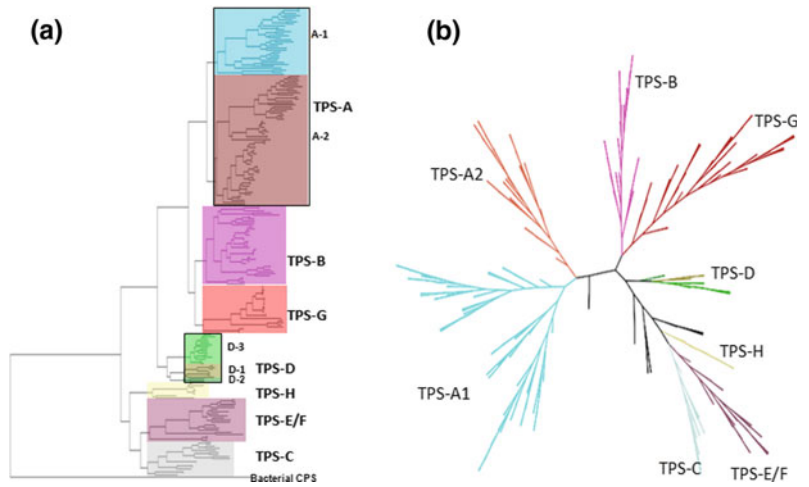 (a)
A-1
TPS-A
A-2
TPS-B
TPS-G
D-3
D-1
TPS-D
D-2
TPS-H
TPS-E/F
TPS-C
Bacterial CPS
(b)
TPS-B
TPS-G
TPS-A2
TPS-D
TPS-H
TPS-A1
TPS-C
TPS-E/F